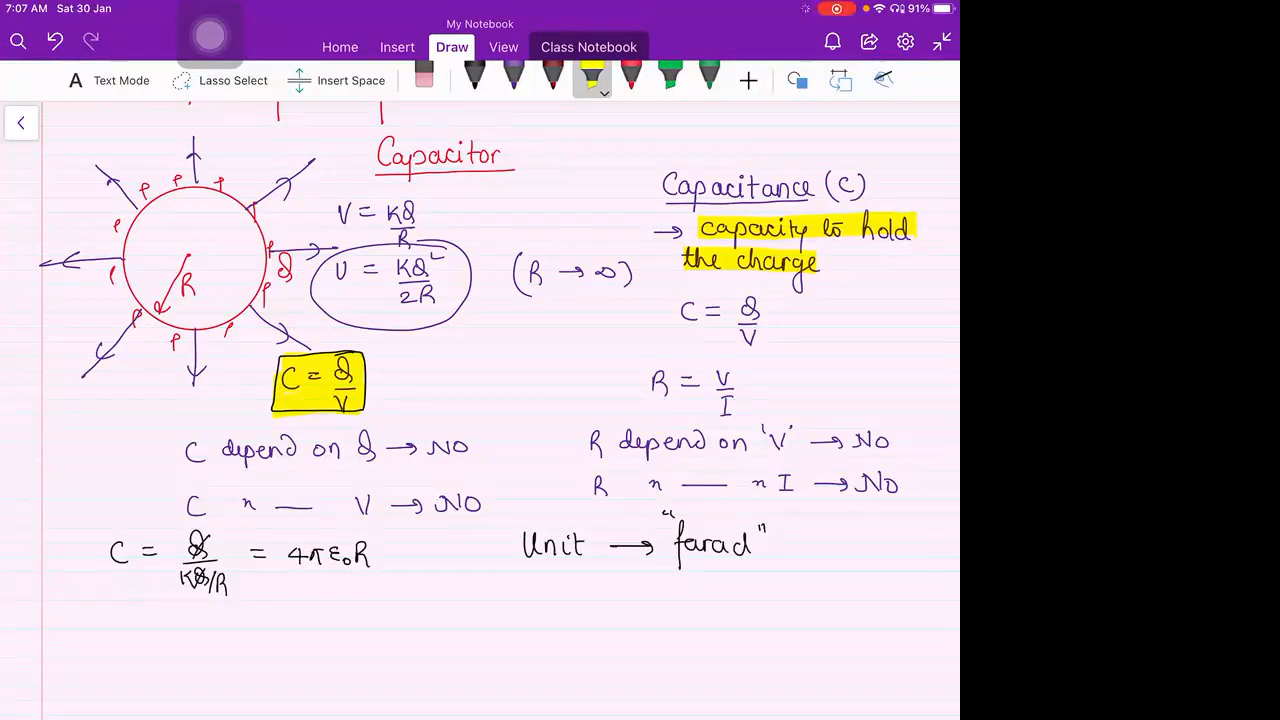 7:07 AM Sat 30 Jan
91%
My Notebook
Home Insert Draw View Class Notebook
Text Mode Lasso Select Insert Space
Capacitor
R
Q
V = KQ/R
U = KQ²/2R
(R → ∞)
C = Q/V
C depend on Q → NO
C " — V → NO
C = Q/KQ/R = 4πε₀R
Capacitance (C)
→ capacity to hold
the charge
C = Q/V
R = V/I
R depend on 'V' → NO
R " — " I → NO
Unit → "farad"